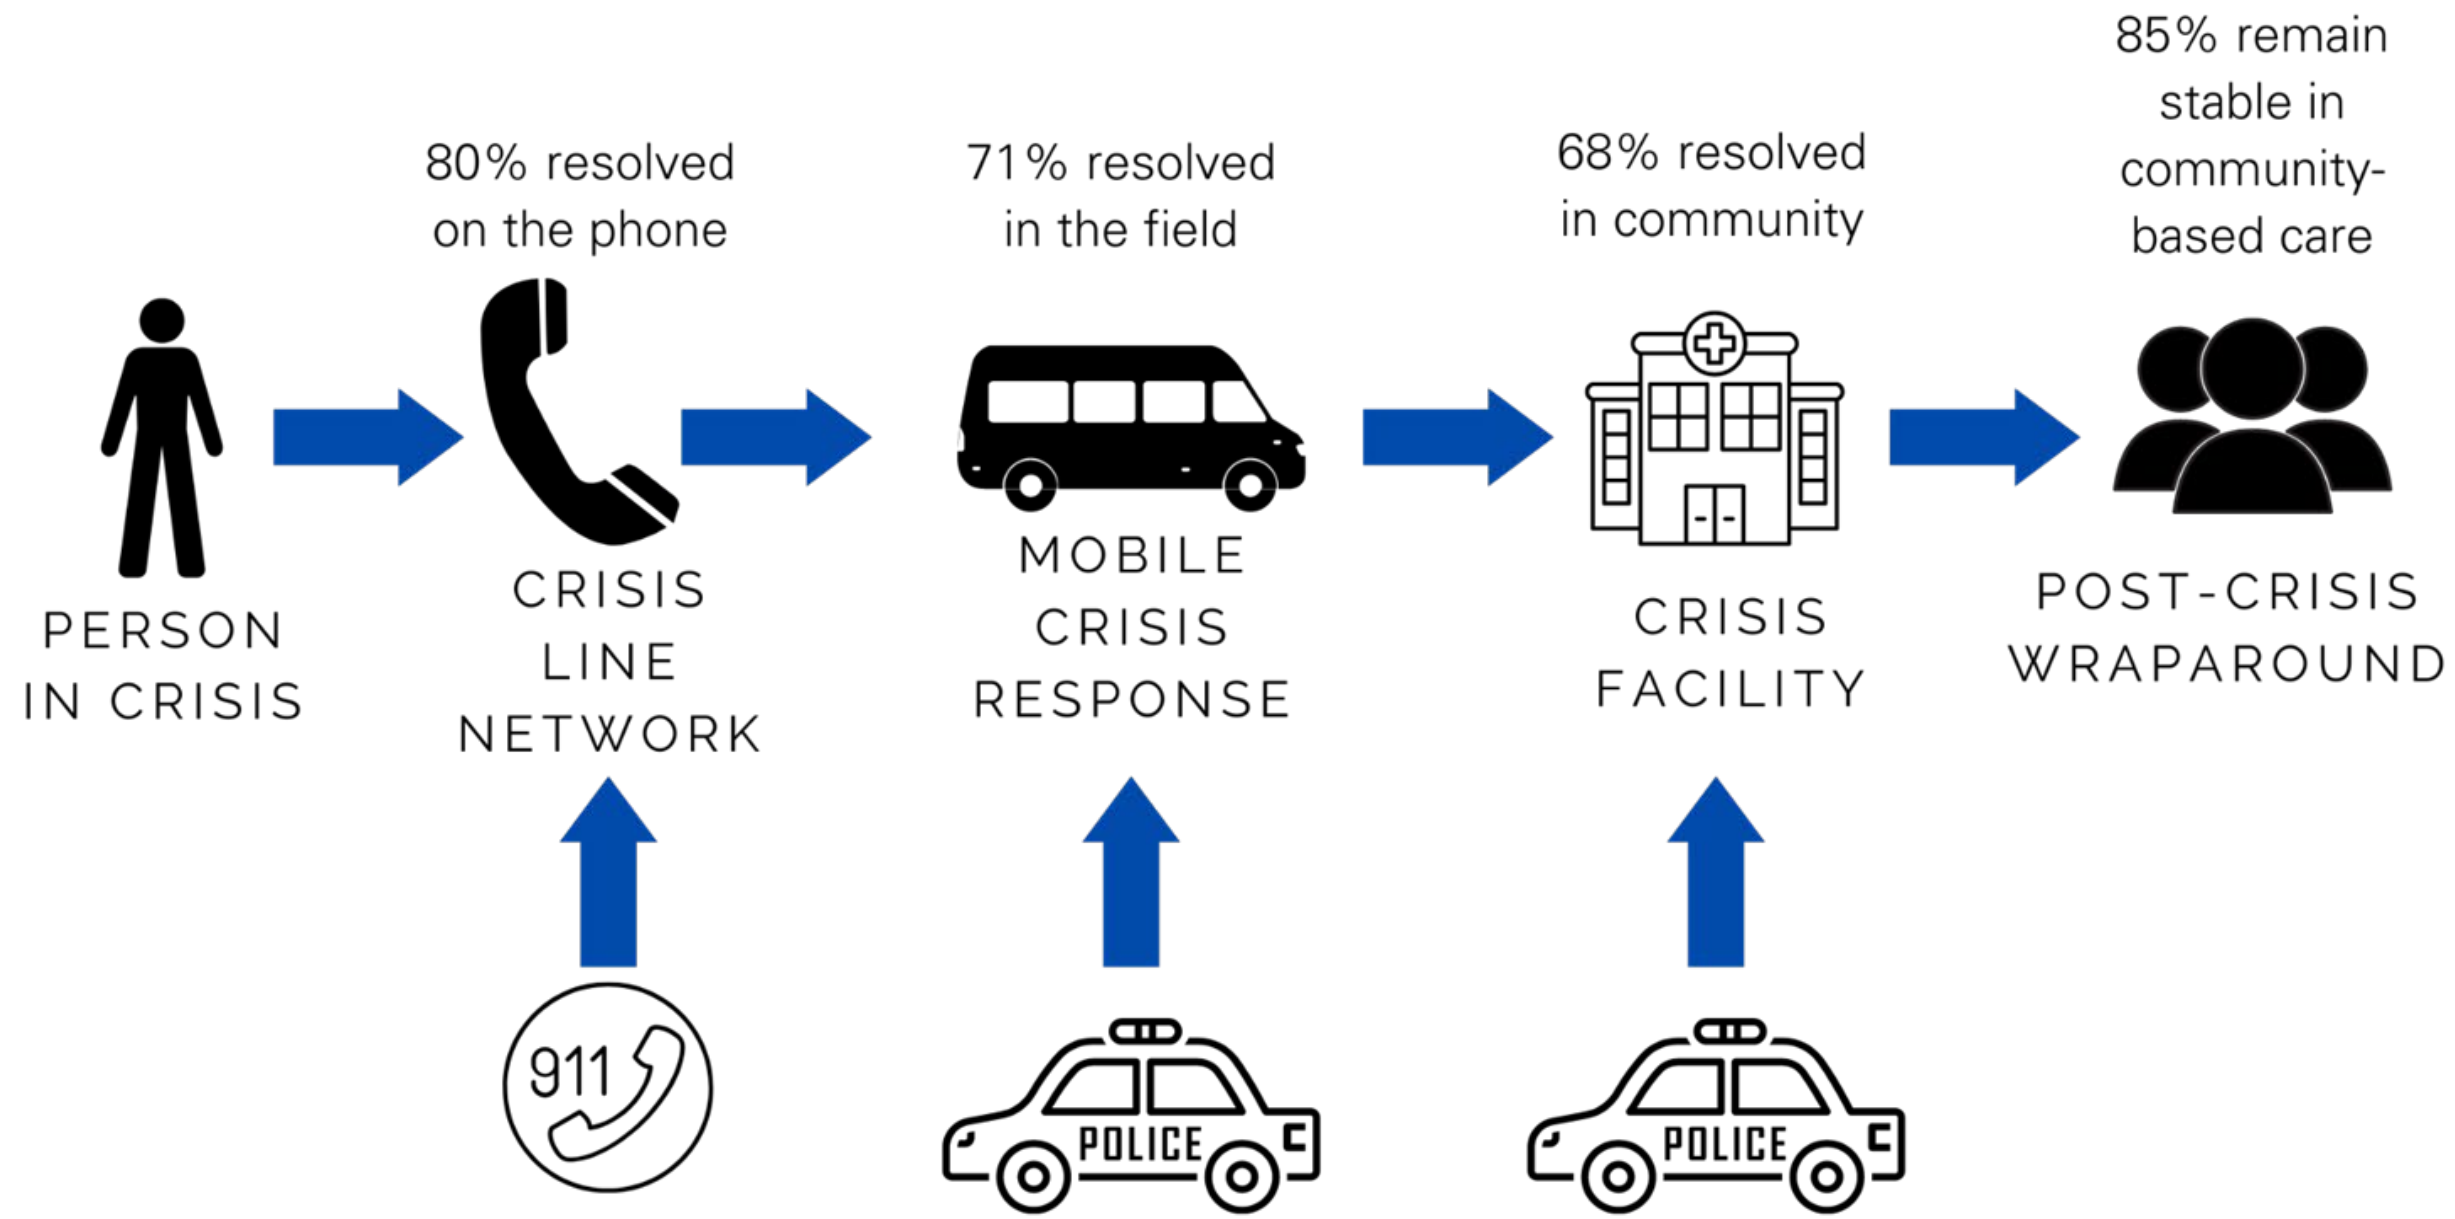 80% resolved
on the phone
71% resolved
in the field
68% resolved
in community
85% remain
stable in
community-
based care
PERSON
IN CRISIS
CRISIS
LINE
NETWORK
MOBILE
CRISIS
RESPONSE
CRISIS
FACILITY
POST-CRISIS
WRAPAROUND
911
POLICE
POLICE